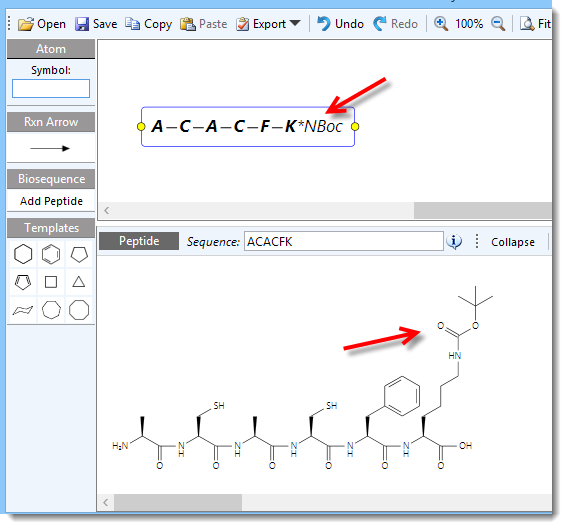 Open Save Copy Paste Export Undo Redo 100% Fit
Atom
Symbol:
Rxn Arrow
Biosequence
Add Peptide
Templates
A–C–A–C–F–K*NBoc
Peptide Sequence: ACACFK Collapse
O O
HN
SH SH
H₂N N H O N H O N H O N H O N H O OH